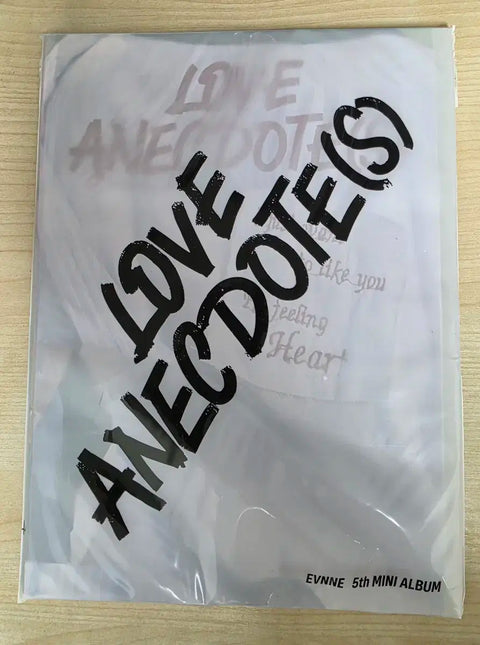 LOVE
ANECDOTE(S)
LOVE
ANECDOTE(S)
like you
feeling
Heart
EVNNE 5th MINI ALBUM